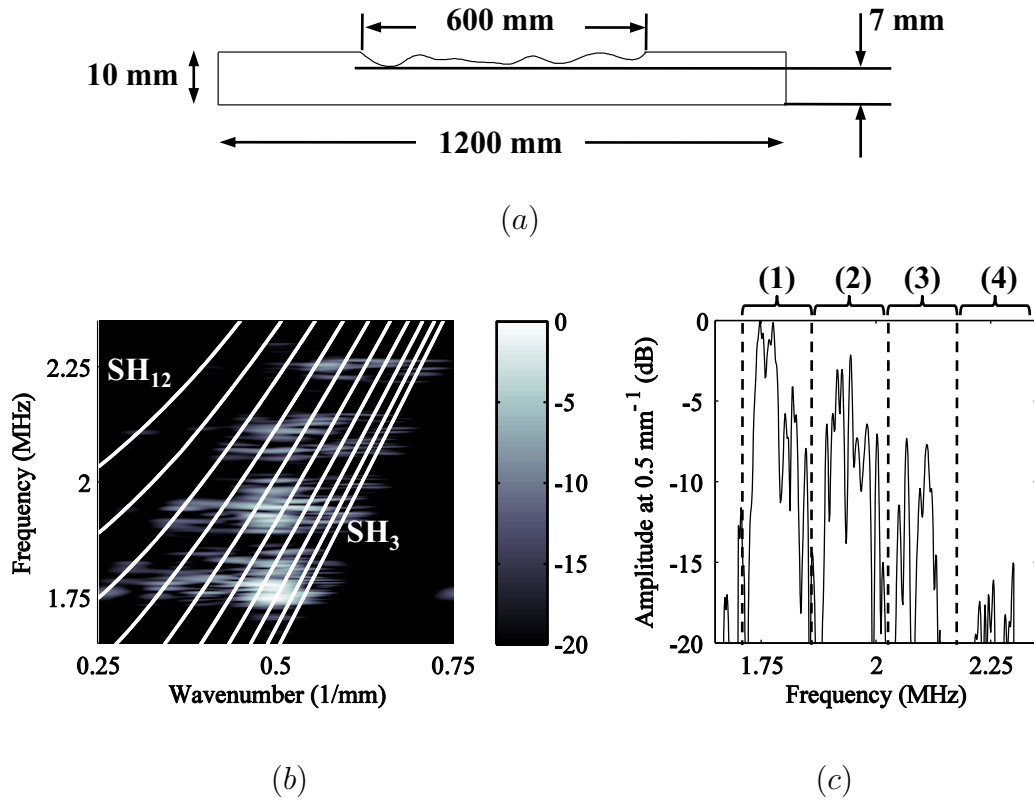 600 mm
7 mm
10 mm
1200 mm
(a)
SH12
SH3
2.25
2
1.75
Frequency (MHz)
0.25
0.5
0.75
Wavenumber (1/mm)
0
-5
-10
-15
-20
(b)
(1)
(2)
(3)
(4)
0
-5
-10
-15
-20
Amplitude at 0.5 mm⁻¹ (dB)
1.75
2
2.25
Frequency (MHz)
(c)